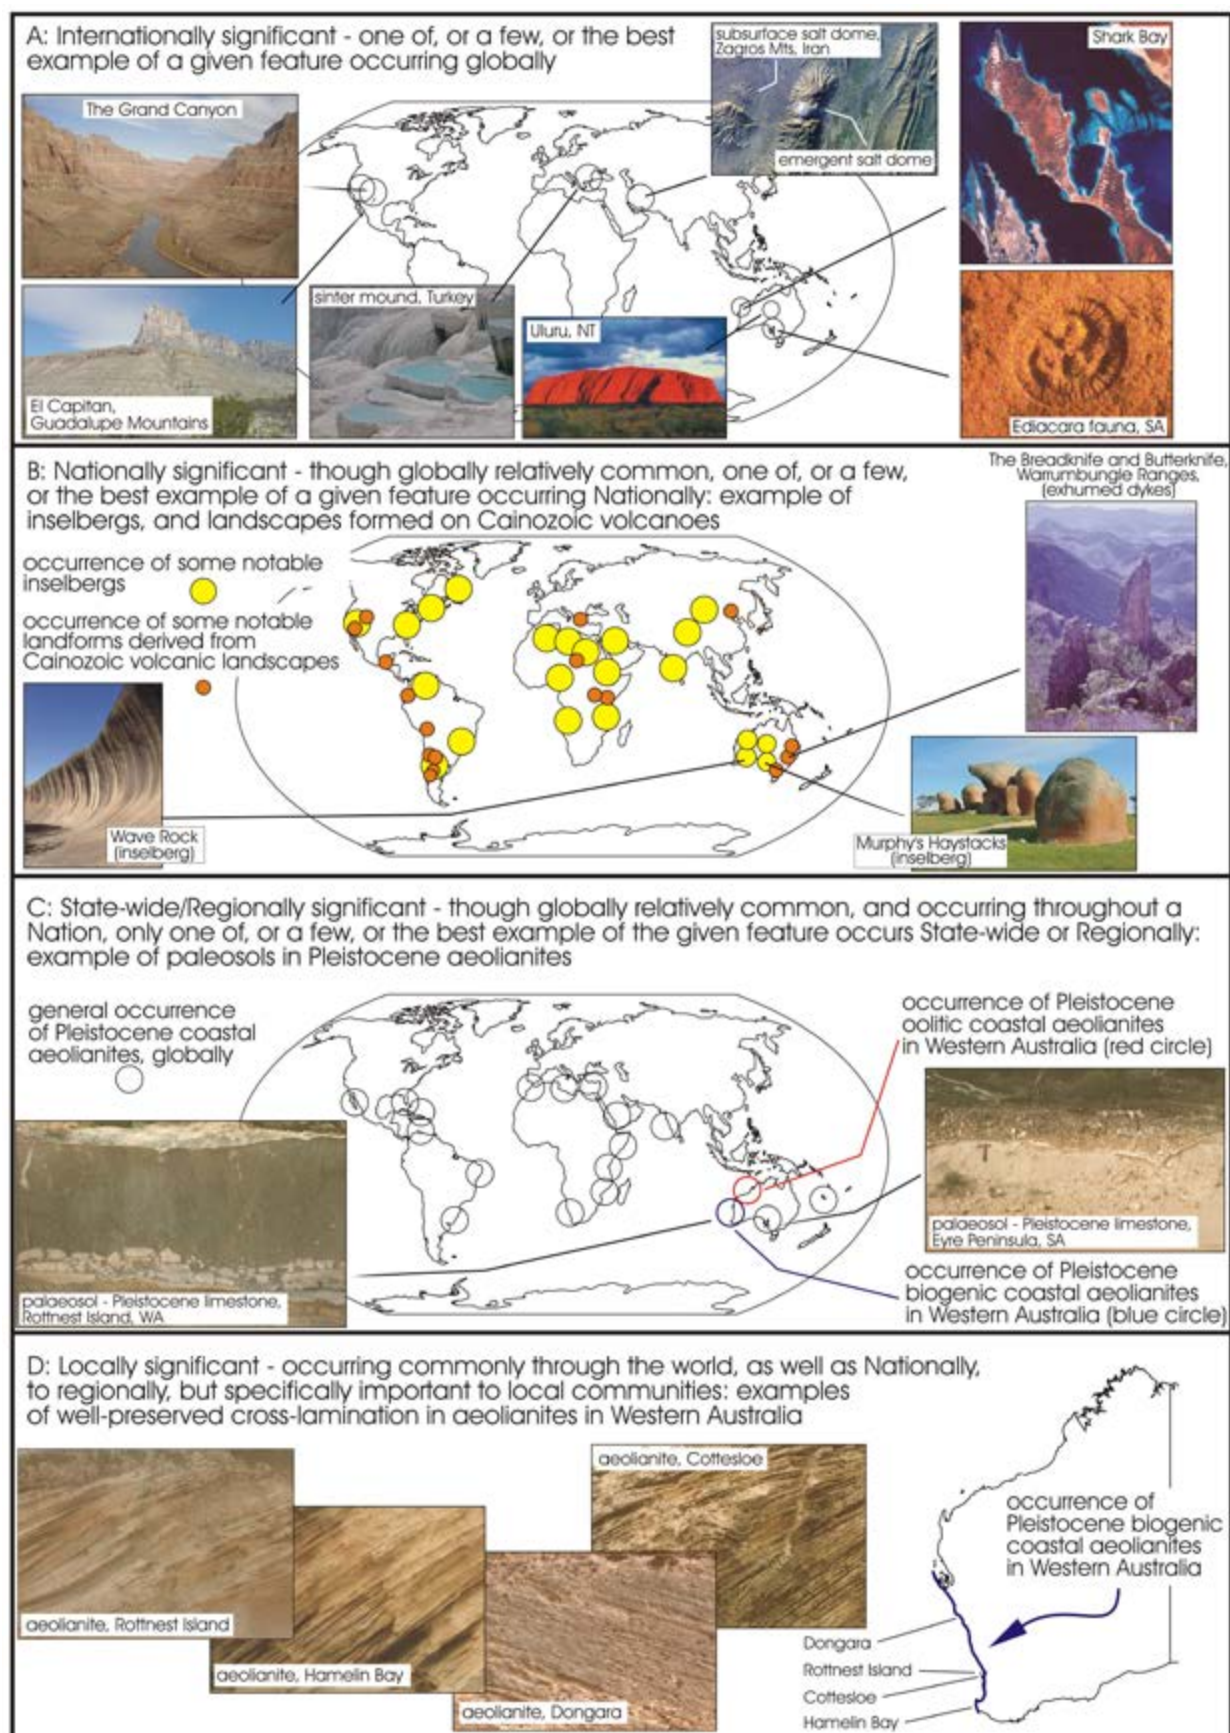 A: Internationally significant - one of, or a few, or the best
example of a given feature occurring globally
The Grand Canyon
subsurface salt dome,
Zagros Mts, Iran
emergent salt dome
Shark Bay
El Capitan,
Guadalupe Mountains
sinter mound, Turkey
Uluru, NT
Ediacara fauna, SA
B: Nationally significant - though globally relatively common, one of, or a few,
or the best example of a given feature occurring Nationally: example of
inselbergs, and landscapes formed on Cainozoic volcanoes
The Breadknife and Butterknife,
Warrumbungle Ranges,
(exhumed dykes)
occurrence of some notable
inselbergs
occurrence of some notable
landforms derived from
Cainozoic volcanic landscapes
Wave Rock
(inselberg)
Murphy's Haystacks
(inselberg)
C: State-wide/Regionally significant - though globally relatively common, and occurring throughout a
Nation, only one of, or a few, or the best example of the given feature occurs State-wide or Regionally:
example of paleosols in Pleistocene aeolianites
general occurrence
of Pleistocene coastal
aeolianites, globally
occurrence of Pleistocene
oolitic coastal aeolianites
in Western Australia (red circle)
palaeosol - Pleistocene limestone,
Rottnest Island, WA
palaeosol - Pleistocene limestone,
Eyre Peninsula, SA
occurrence of Pleistocene
biogenic coastal aeolianites
in Western Australia (blue circle)
D: Locally significant - occurring commonly through the world, as well as Nationally,
to regionally, but specifically important to local communities: examples
of well-preserved cross-lamination in aeolianites in Western Australia
aeolianite, Rottnest Island
aeolianite, Hamelin Bay
aeolianite, Dongara
aeolianite, Cottesloe
occurrence of
Pleistocene biogenic
coastal aeolianites
in Western Australia
Dongara
Rottnest Island
Cottesloe
Hamelin Bay